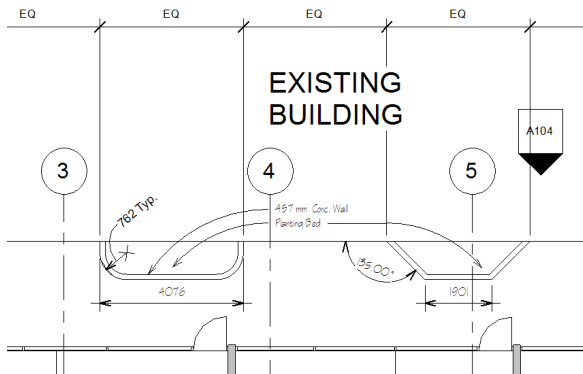 EQ
EQ
EQ
EQ
EXISTING
BUILDING
A104
3
4
5
762 Typ.
457 mm Conc. Wall
Planting Bed
135.00°
4076
1901